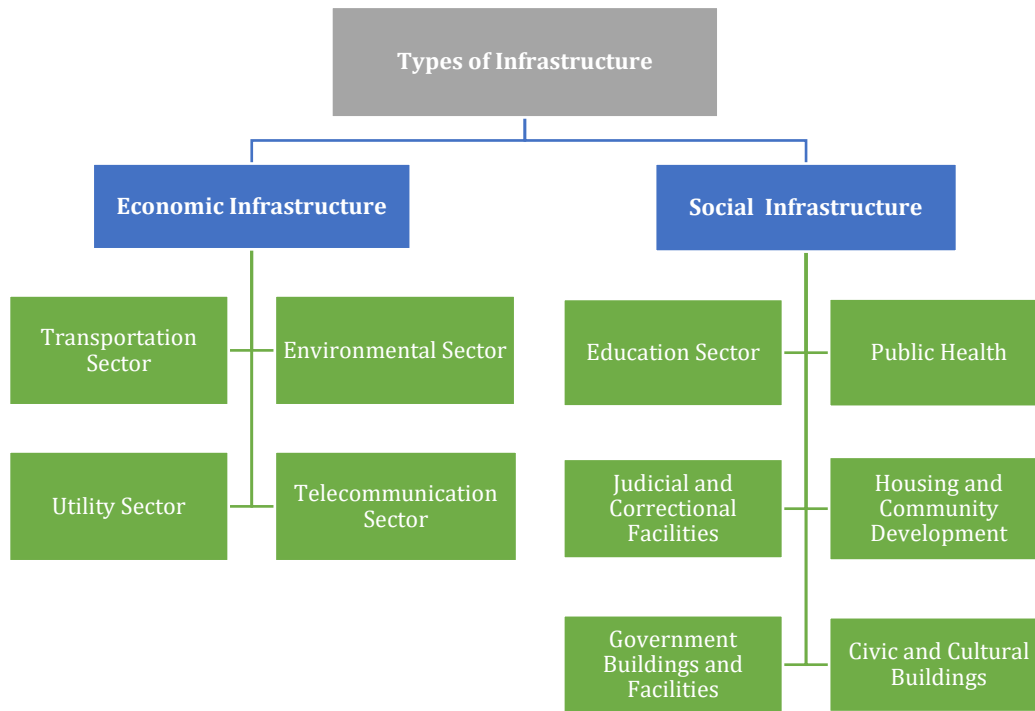 Types of Infrastructure
Economic Infrastructure
Social  Infrastructure
Transportation
Sector
Environmental Sector
Education Sector
Public Health
Utility Sector
Telecommunication
Sector
Judicial and
Correctional
Facilities
Housing and
Community
Development
Government
Buildings and
Facilities
Civic and Cultural
Buildings